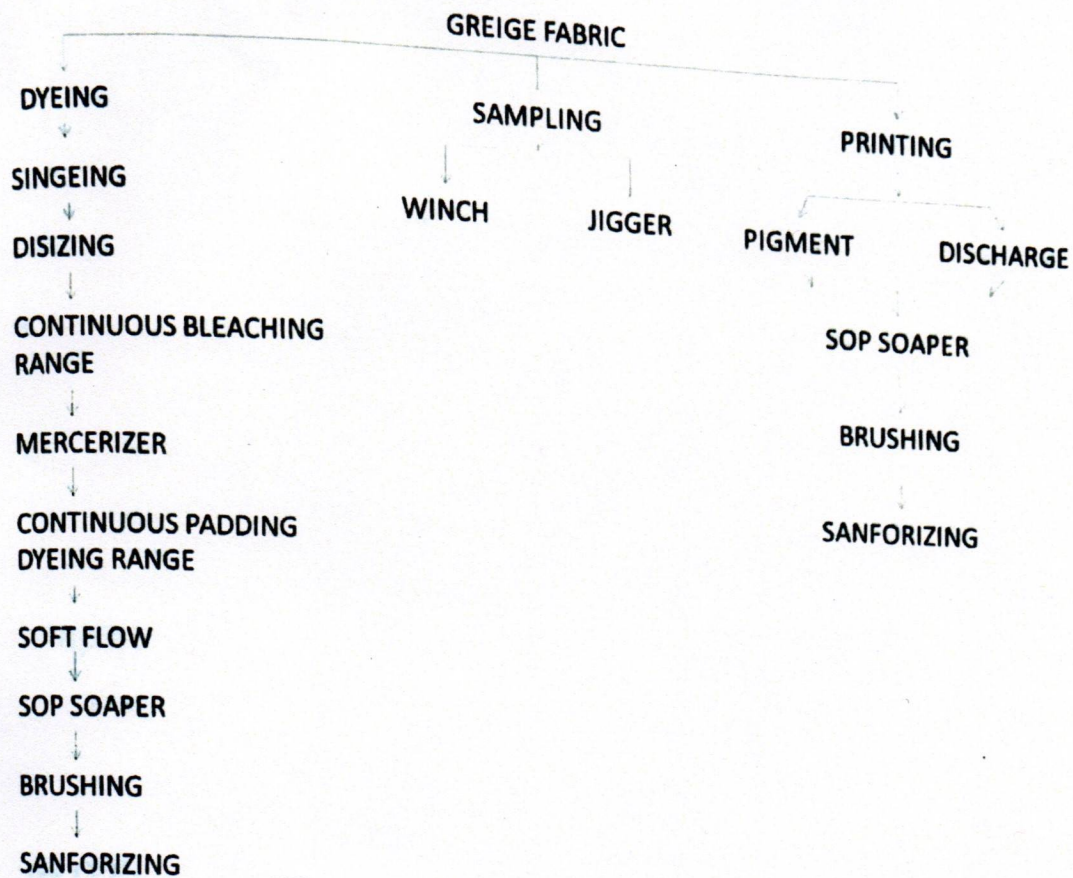 GREIGE FABRIC
DYEING
SINGEING
DISIZING
CONTINUOUS BLEACHING
RANGE
MERCERIZER
CONTINUOUS PADDING
DYEING RANGE
SOFT FLOW
SOP SOAPER
BRUSHING
SANFORIZING
SAMPLING
WINCH
JIGGER
PRINTING
PIGMENT
DISCHARGE
SOP SOAPER
BRUSHING
SANFORIZING